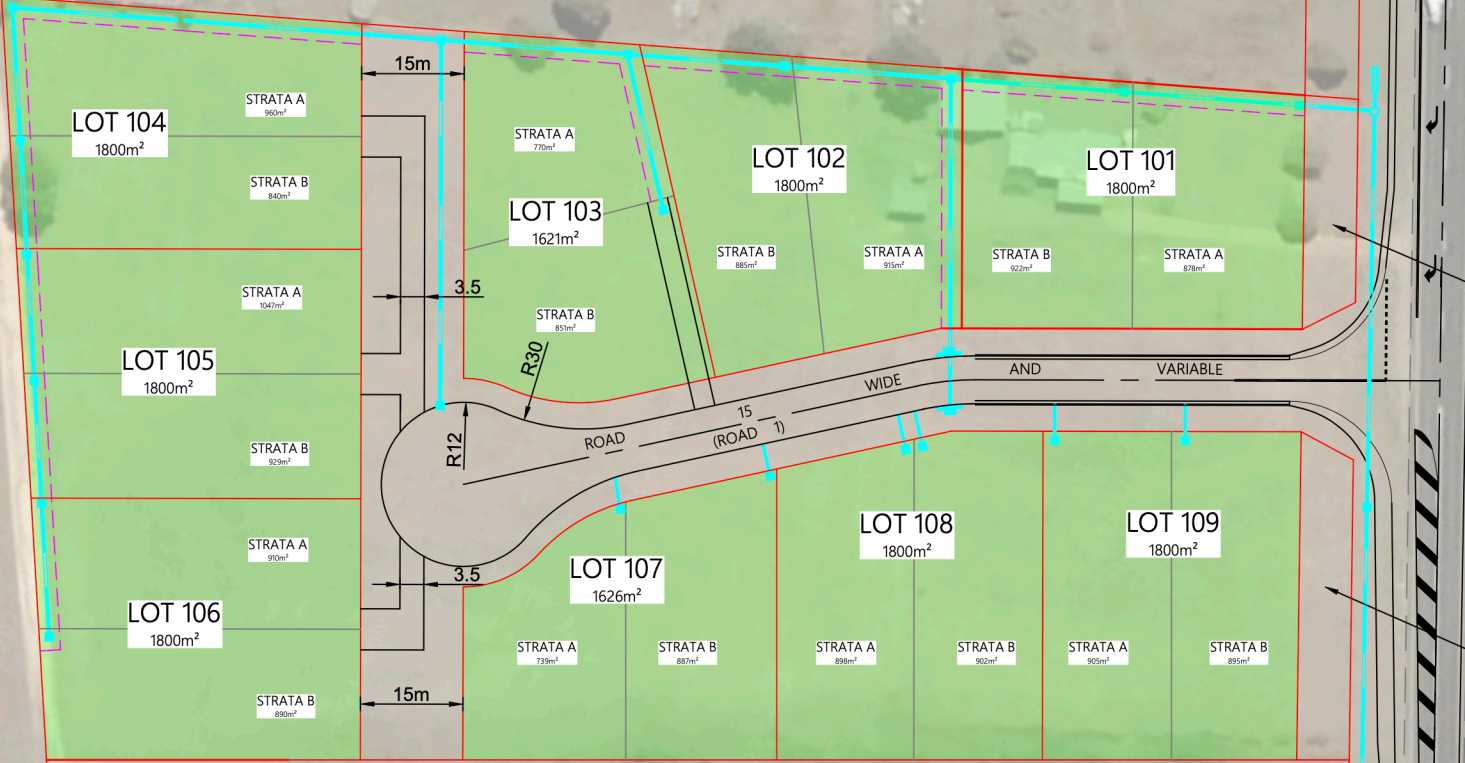 15m
LOT 104
1800m²
STRATA A
960m²
STRATA B
840m²
STRATA A
770m²
LOT 103
1621m²
STRATA B
851m²
LOT 102
1800m²
STRATA B
885m²
STRATA A
915m²
LOT 101
1800m²
STRATA B
922m²
STRATA A
878m²
STRATA A
1047m²
LOT 105
1800m²
STRATA B
929m²
3.5
R30
R12
ROAD 15 WIDE AND VARIABLE
(ROAD 1)
STRATA A
910m²
LOT 106
1800m²
STRATA B
890m²
3.5
15m
LOT 107
1626m²
STRATA A
739m²
STRATA B
887m²
LOT 108
1800m²
STRATA A
898m²
STRATA B
902m²
LOT 109
1800m²
STRATA A
905m²
STRATA B
895m²